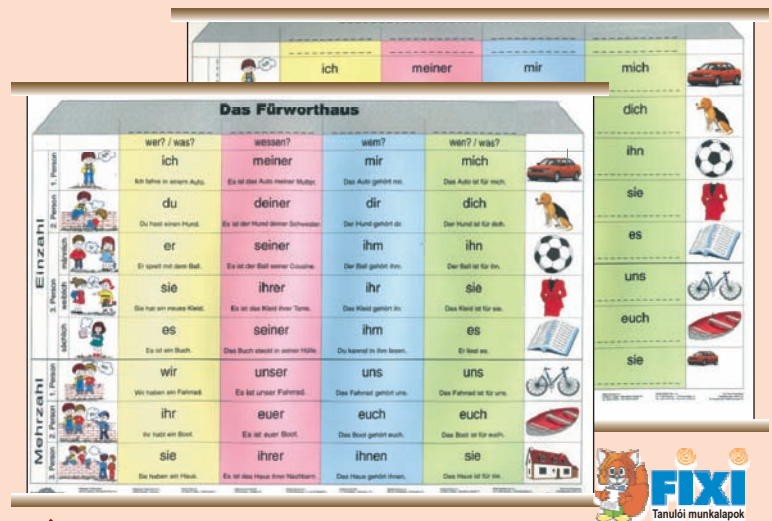 ich meiner mir mich
dich
ihn
sie
es
uns
euch
sie
Das Fürworthaus
wer? / was? wessen? wem? wen? / was?
Einzahl
1. Person
ich meiner mir mich
Ich fahre in einem Auto. Es ist das Auto meiner Mutter. Das Auto gehört mir. Das Auto ist für mich.
2. Person
du deiner dir dich
Du hast einen Hund. Es ist der Hund deiner Schwester. Der Hund gehört dir. Der Hund ist für dich.
3. Person
männlich
er seiner ihm ihn
Er spielt mit dem Ball. Es ist der Ball seiner Cousine. Der Ball gehört ihm. Der Ball ist für ihn.
weiblich
sie ihrer ihr sie
Sie hat ein neues Kleid. Es ist das Kleid ihrer Tante. Das Kleid gehört ihr. Das Kleid ist für sie.
sächlich
es seiner ihm es
Es ist ein Buch. Das Buch steckt in seiner Hülle. Du kannst in ihm lesen. Er liest es.
Mehrzahl
1. Person
wir unser uns uns
Wir haben ein Fahrrad. Es ist unser Fahrrad. Das Fahrrad gehört uns. Das Fahrrad ist für uns.
2. Person
ihr euer euch euch
Ihr habt ein Boot. Es ist euer Boot. Das Boot gehört euch. Das Boot ist für euch.
3. Person
sie ihrer ihnen sie
Sie haben ein Haus. Es ist das Haus ihrer Nachbarn. Das Haus gehört ihnen. Das Haus ist für sie.
FIXI
Tanulói munkalapok